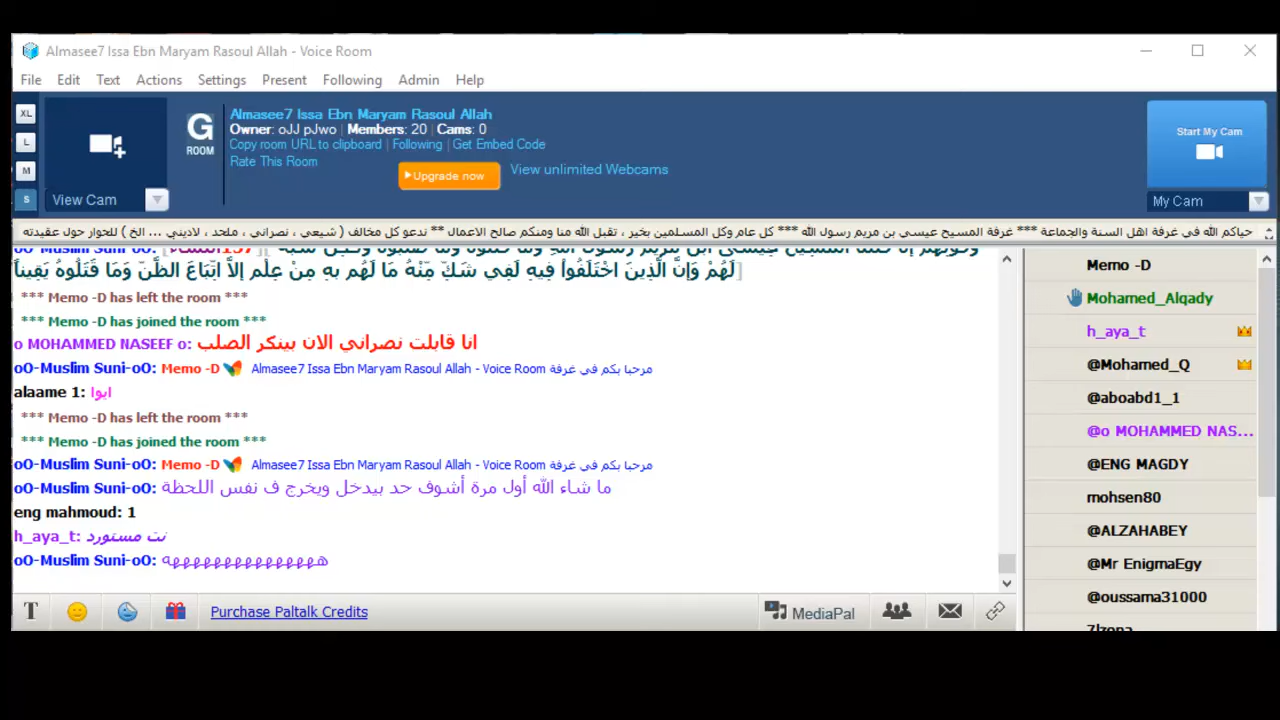 Almasee7 Issa Ebn Maryam Rasoul Allah - Voice Room
File Edit Text Actions Settings Present Following Admin Help
XL
L
M
S
View Cam
G
ROOM
Almasee7 Issa Ebn Maryam Rasoul Allah
Owner: oJJ pJwo | Members: 20 | Cams: 0
Copy room URL to clipboard | Following | Get Embed Code
Rate This Room
Upgrade now
View unlimited Webcams
Start My Cam
My Cam
حياكم الله في غرفة اهل السنة والجماعة *** غرفة المسيح عيسي بن مريم رسول الله *** كل عام وكل المسلمين بخير ، تقبل الله منا ومنكم صالح الاعمال ** ندعو كل مخالف ( شيعي ، نصراني ، ملحد ، لاديني ... الخ ) للحوار حول عقيدته
oO-Muslim Suni-oO:
لَهُمْ وَإِنَّ الَّذِينَ اخْتَلَفُواْ فِيهِ لَفِي شَكٍّ مِّنْهُ مَا لَهُم بِهِ مِنْ عِلْمٍ إِلاَّ اتِّبَاعَ الظَّنِّ وَمَا قَتَلُوهُ يَقِيناً]
*** Memo -D has left the room ***
*** Memo -D has joined the room ***
o MOHAMMED NASEEF o: انا قابلت نصراني الان بينكر الصلب
oO-Muslim Suni-oO: Memo -D Almasee7 Issa Ebn Maryam Rasoul Allah - Voice Room مرحبا بكم في غرفة
alaame 1: ايوا
*** Memo -D has left the room ***
*** Memo -D has joined the room ***
oO-Muslim Suni-oO: Memo -D Almasee7 Issa Ebn Maryam Rasoul Allah - Voice Room مرحبا بكم في غرفة
oO-Muslim Suni-oO: ما شاء الله أول مرة أشوف حد بيدخل ويخرج ف نفس اللحظة
eng mahmoud: 1
h_aya_t: نت مستورد
oO-Muslim Suni-oO: هههههههههههههههه
Memo -D
Mohamed_Alqady
h_aya_t
@Mohamed_Q
@aboabd1_1
@o MOHAMMED NAS...
@ENG MAGDY
mohsen80
@ALZAHABEY
@Mr EnigmaEgy
@oussama31000
T Purchase Paltalk Credits MediaPal